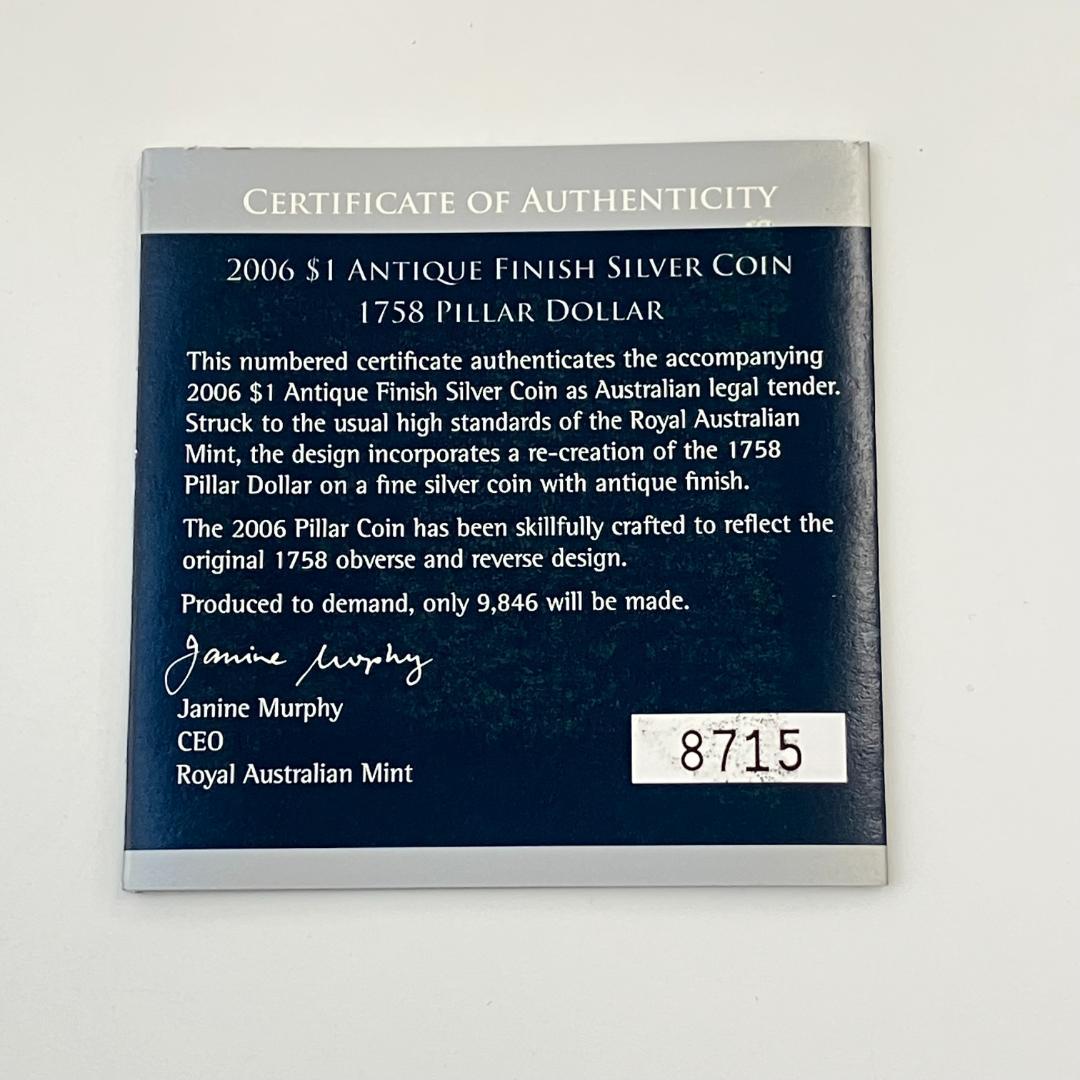 CERTIFICATE OF AUTHENTICITY
2006 $1 ANTIQUE FINISH SILVER COIN
1758 PILLAR DOLLAR
This numbered certificate authenticates the accompanying
2006 $1 Antique Finish Silver Coin as Australian legal tender.
Struck to the usual high standards of the Royal Australian
Mint, the design incorporates a re-creation of the 1758
Pillar Dollar on a fine silver coin with antique finish.
The 2006 Pillar Coin has been skillfully crafted to reflect the
original 1758 obverse and reverse design.
Produced to demand, only 9,846 will be made.
Janine Murphy
Janine Murphy
CEO
Royal Australian Mint
8715